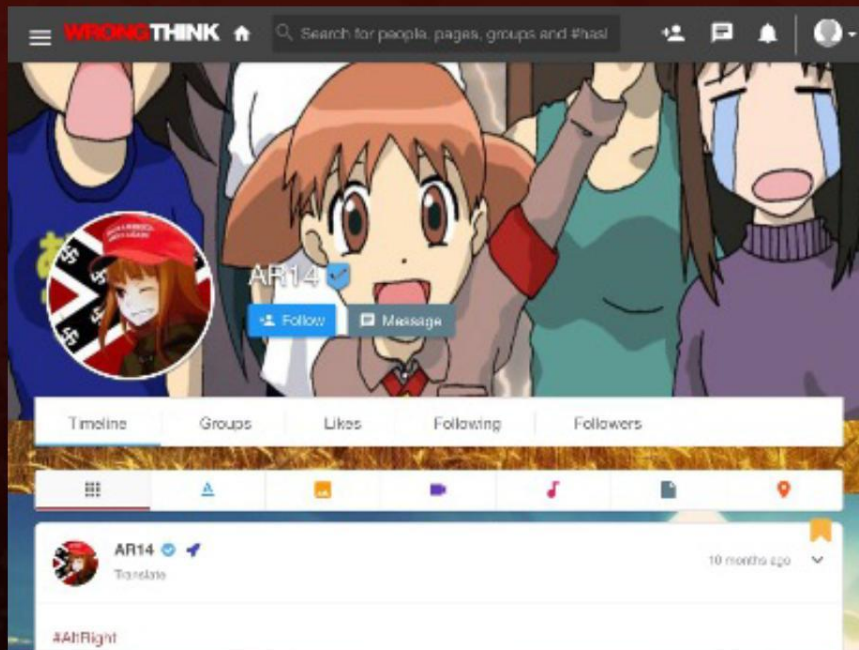 WRONGTHINK Search for people, pages, groups and #hasl
AR14
Follow Message
Timeline Groups Likes Following Followers
AR14
10 months ago
Translate
#AltRight